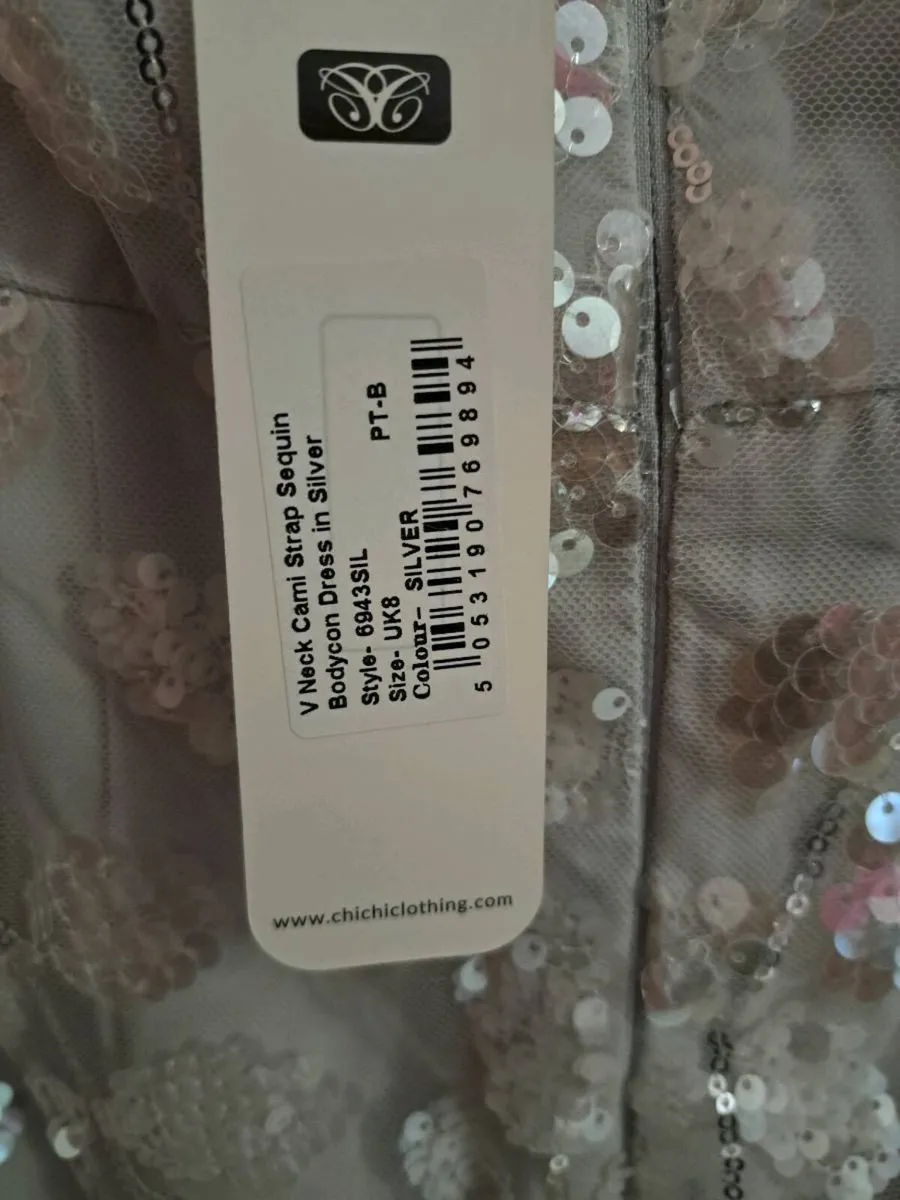 V Neck Cami Strap Sequin
Bodycon Dress in Silver
Style- 6943SIL PT-B
Size- UK8
Colour- SILVER
5 053190 769894
www.chichiclothing.com